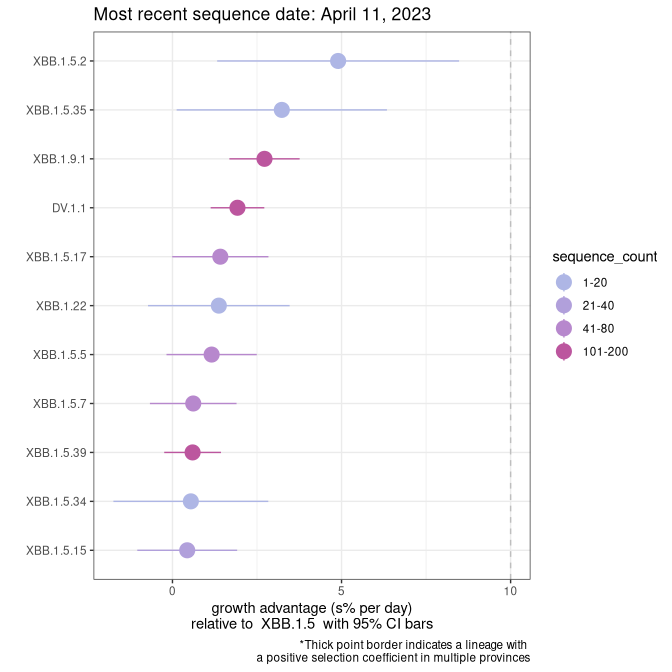 Most recent sequence date: April 11, 2023
XBB.1.5.2
XBB.1.5.35
XBB.1.9.1
DV.1.1
XBB.1.5.17
XBB.1.22
XBB.1.5.5
XBB.1.5.7
XBB.1.5.39
XBB.1.5.34
XBB.1.5.15
0 5 10
growth advantage (s% per day)
relative to XBB.1.5 with 95% CI bars
*Thick point border indicates a lineage with
a positive selection coefficient in multiple provinces
sequence_count
1-20
21-40
41-80
101-200